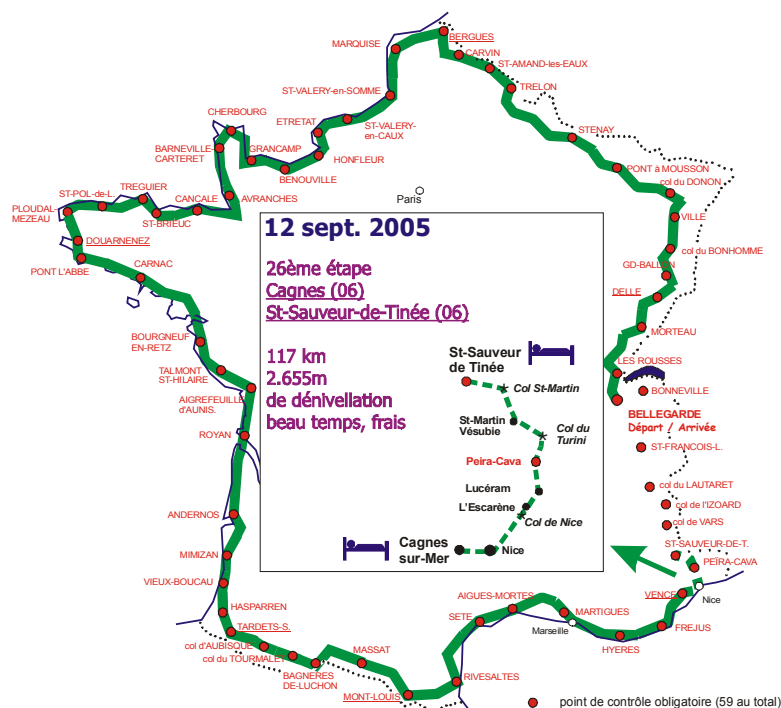 BERGUES
MARQUISE
CARVIN
ST-AMAND-les-EAUX
ST-VALERY-en-SOMME
TRELON
CHERBOURG
ETRETAT
ST-VALERY-
en-CAUX
STENAY
BARNEVILLE-
CARTERET
GRANCAMP
HONFLEUR
BENOUVILLE
PONT à MOUSSON
col du DONON
ST-POL-de-L.
TREGUIER
CANCALE
AVRANCHES
Paris
PLOUDAL-
MEZEAU
ST-BRIEUC
VILLE
DOUARNENEZ
col du BONHOMME
PONT L'ABBE
CARNAC
GD-BALLON
DELLE
BOURGNEUF
EN-RETZ
MORTEAU
TALMONT
ST-HILAIRE
LES ROUSSES
AIGREFEUILLE
d'AUNIS.
BONNEVILLE
BELLEGARDE
Départ / Arrivée
ROYAN
ST-FRANCOIS-L.
col du LAUTARET
col de l'IZOARD
ANDERNOS
col de VARS
MIMIZAN
ST-SAUVEUR-DE-T.
PEÏRA-CAVA
VIEUX-BOUCAU
VENCE
Nice
HASPARREN
AIGUES-MORTES
MARTIGUES
SETE
Marseille
FREJUS
TARDETS-S.
HYERES
col d'AUBISQUE
col du TOURMALET
MASSAT
BAGNERES
DE-LUCHON
RIVESALTES
MONT-LOUIS
12 sept. 2005
26ème étape
Cagnes (06)
St-Sauveur-de-Tinée (06)
117 km
2.655m
de dénivellation
beau temps, frais
St-Sauveur
de Tinée
Col St-Martin
St-Martin
Vésubie
Col du
Turini
Peira-Cava
Lucéram
L'Escarène
Col de Nice
Cagnes
sur-Mer
Nice
point de contrôle obligatoire (59 au total)